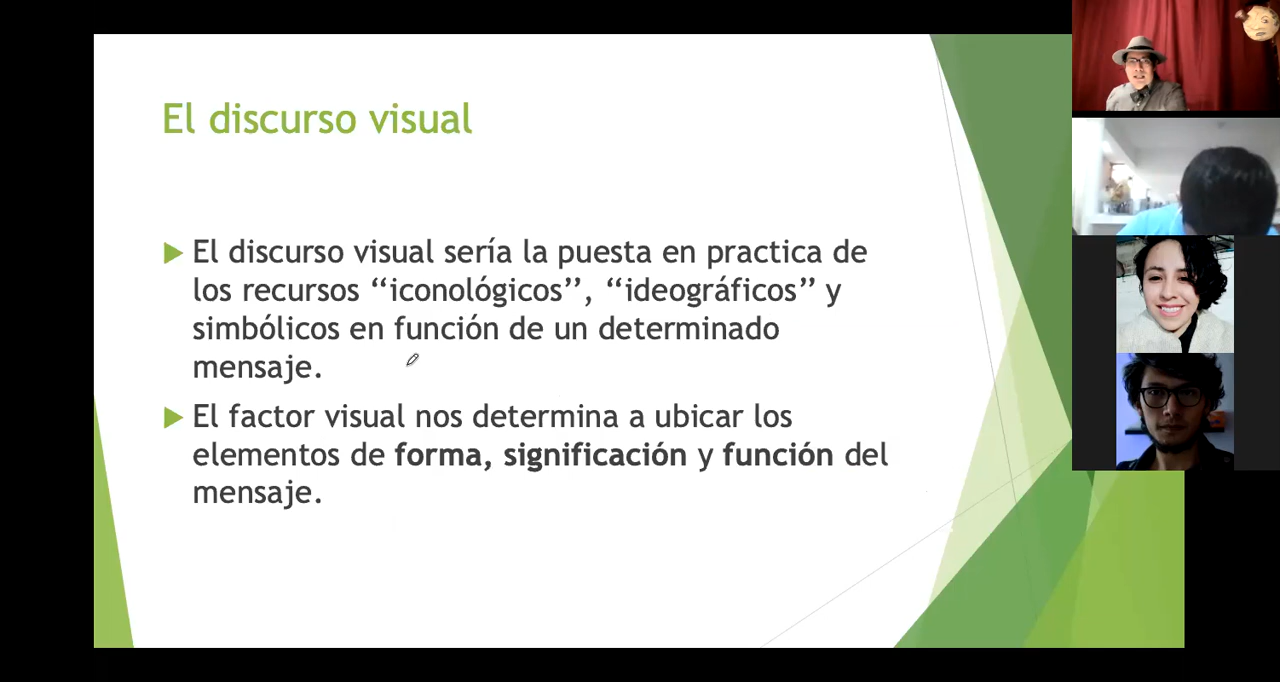 El discurso visual
El discurso visual sería la puesta en practica de
los recursos “iconológicos”, “ideográficos” y
simbólicos en función de un determinado
mensaje.
El factor visual nos determina a ubicar los
elementos de forma, significación y función del
mensaje.